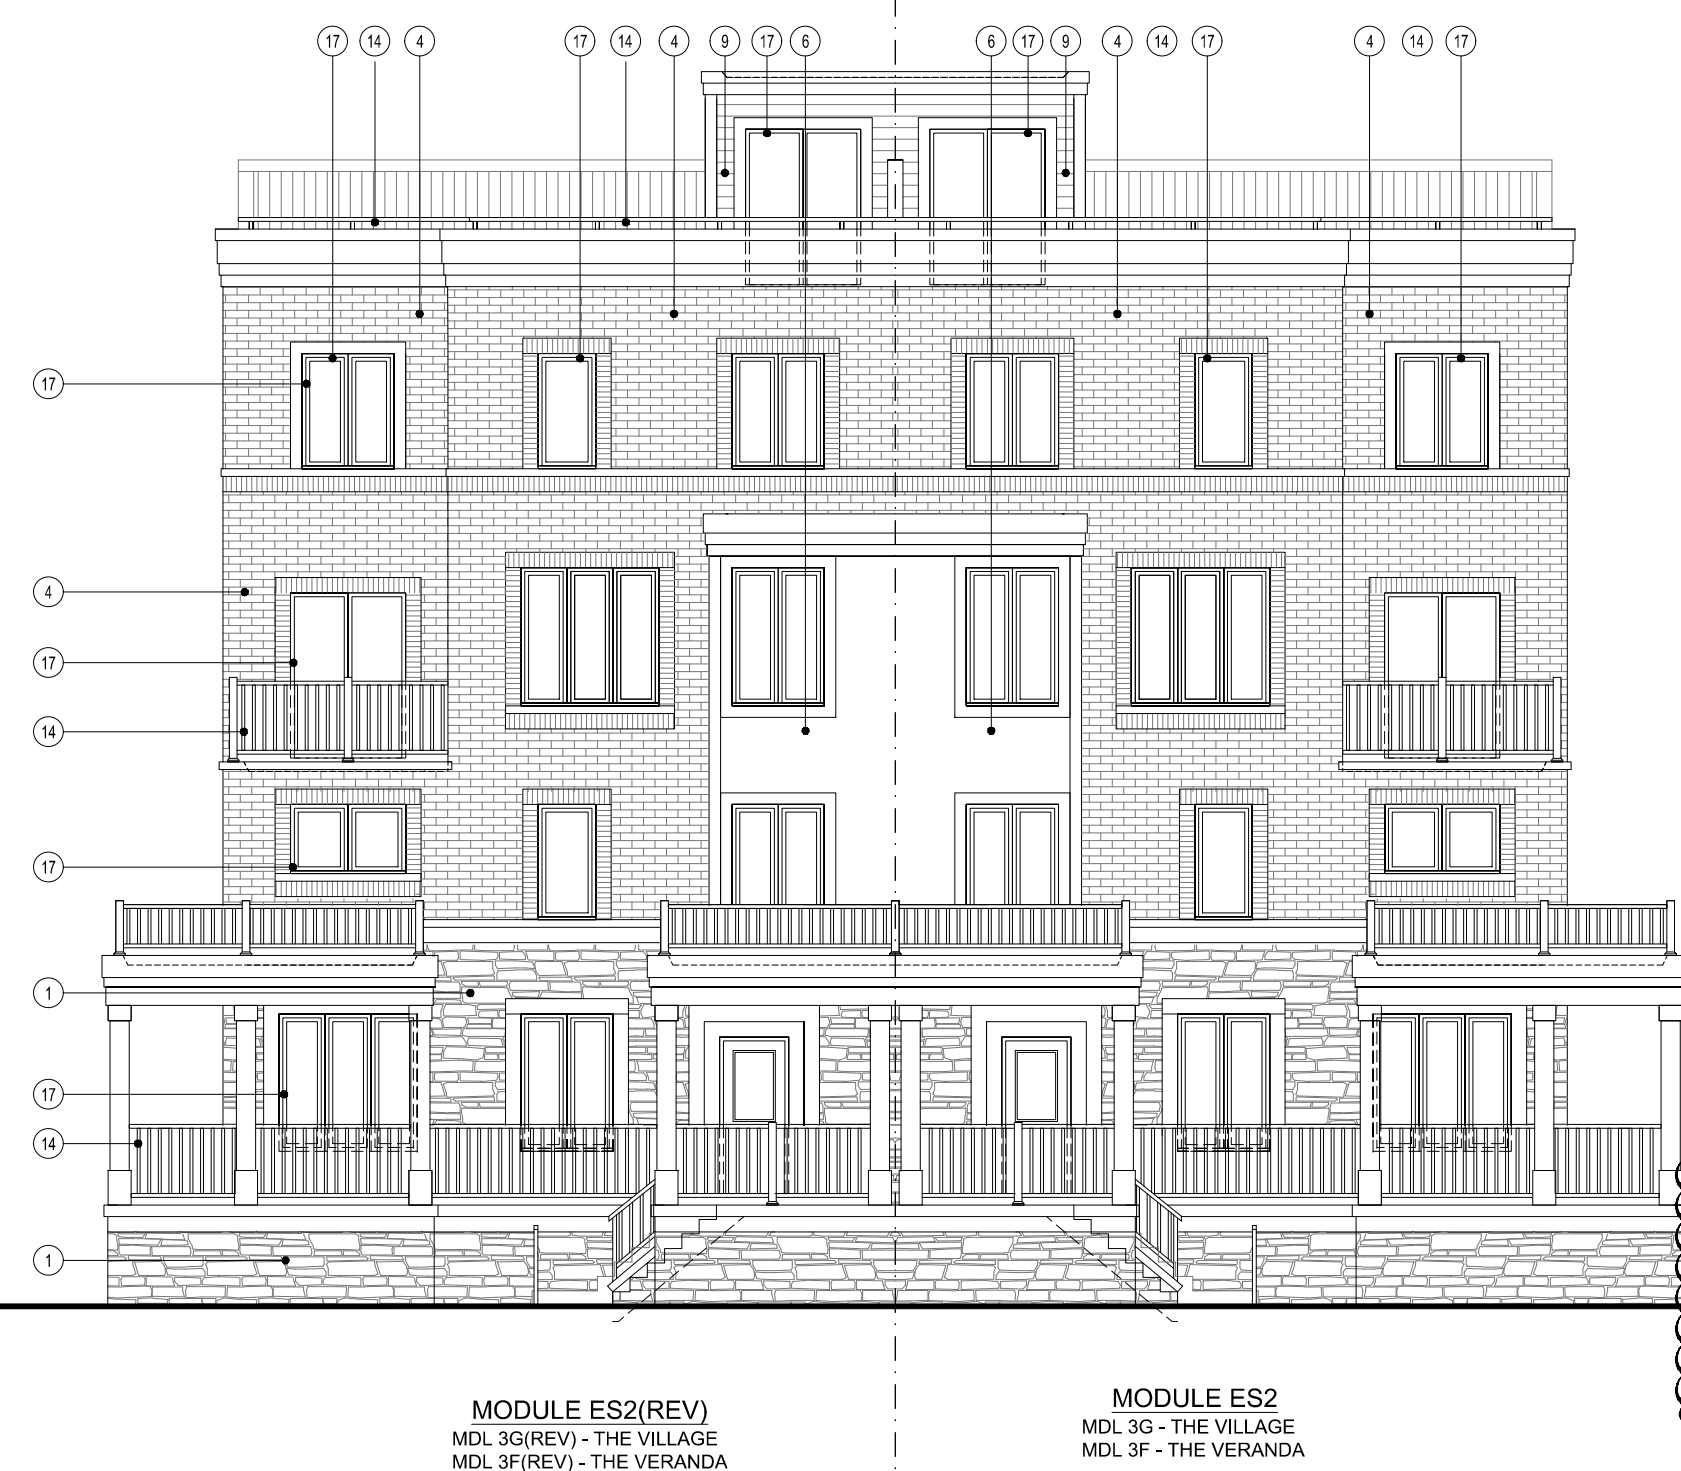 17 14 4 17 14 4 9 17 6 6 17 9 4 14 17 4 14 17
17
4
17
14
17
1
17
14
1
MODULE ES2(REV)
MDL 3G(REV) - THE VILLAGE
MDL 3F(REV) - THE VERANDA
MODULE ES2
MDL 3G - THE VILLAGE
MDL 3F - THE VERANDA